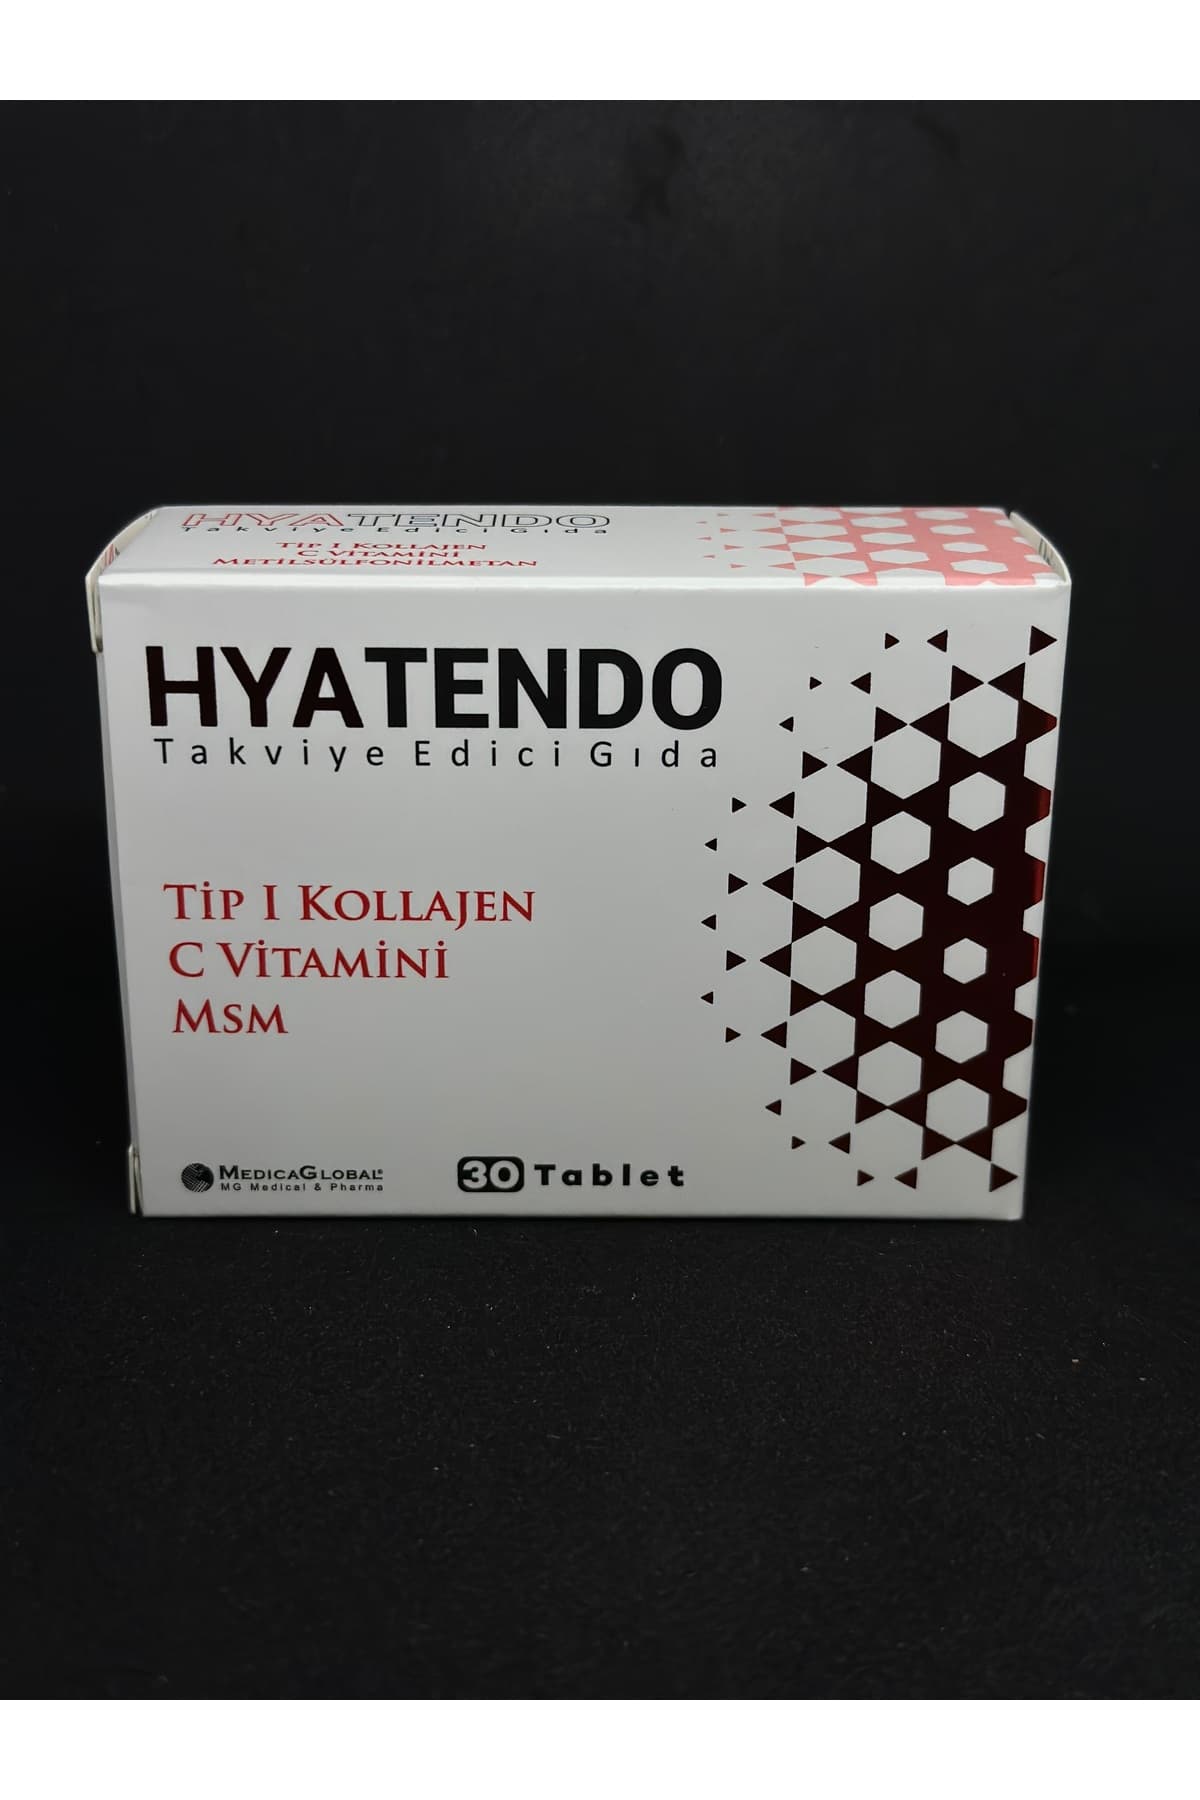 HYATENDO
Takviye Edici Gıda
Tip I Kollajen
C Vitamini
Metilsülfonilmetan
HYATENDO
Takviye Edici Gıda
Tip I Kollajen
C Vitamini
Msm
MedicaGlobal®
MG Medical & Pharma
30 Tablet